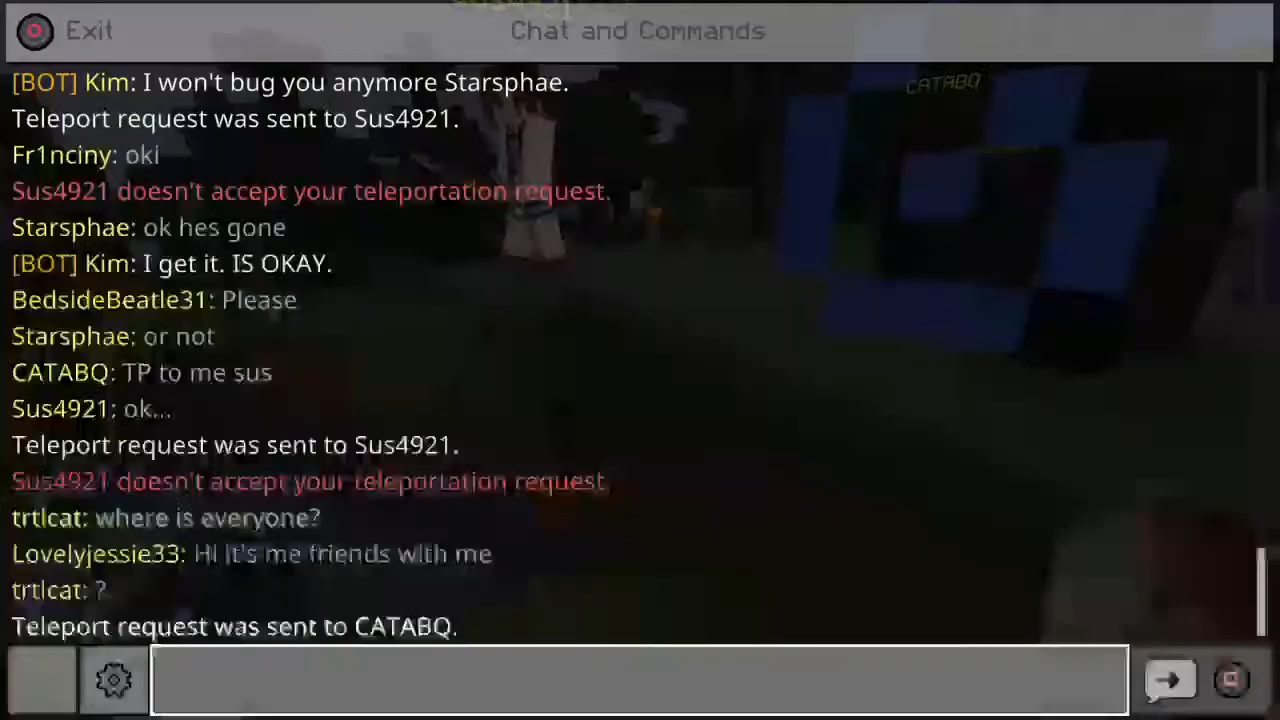 Exit
Chat and Commands
CATABQ
[BOT] Kim: I won't bug you anymore Starsphae.
Teleport request was sent to Sus4921.
Fr1nciny: oki
Sus4921 doesn't accept your teleportation request.
Starsphae: ok hes gone
[BOT] Kim: I get it. IS OKAY.
BedsideBeatle31: Please
Starsphae: or not
CATABQ: TP to me sus
Sus4921: ok...
Teleport request was sent to Sus4921.
Sus4921 doesn't accept your teleportation request.
trtlcat: where is everyone?
Lovelyjessie33: Hi it's me friends with me
trtlcat: ?
Teleport request was sent to CATABQ.